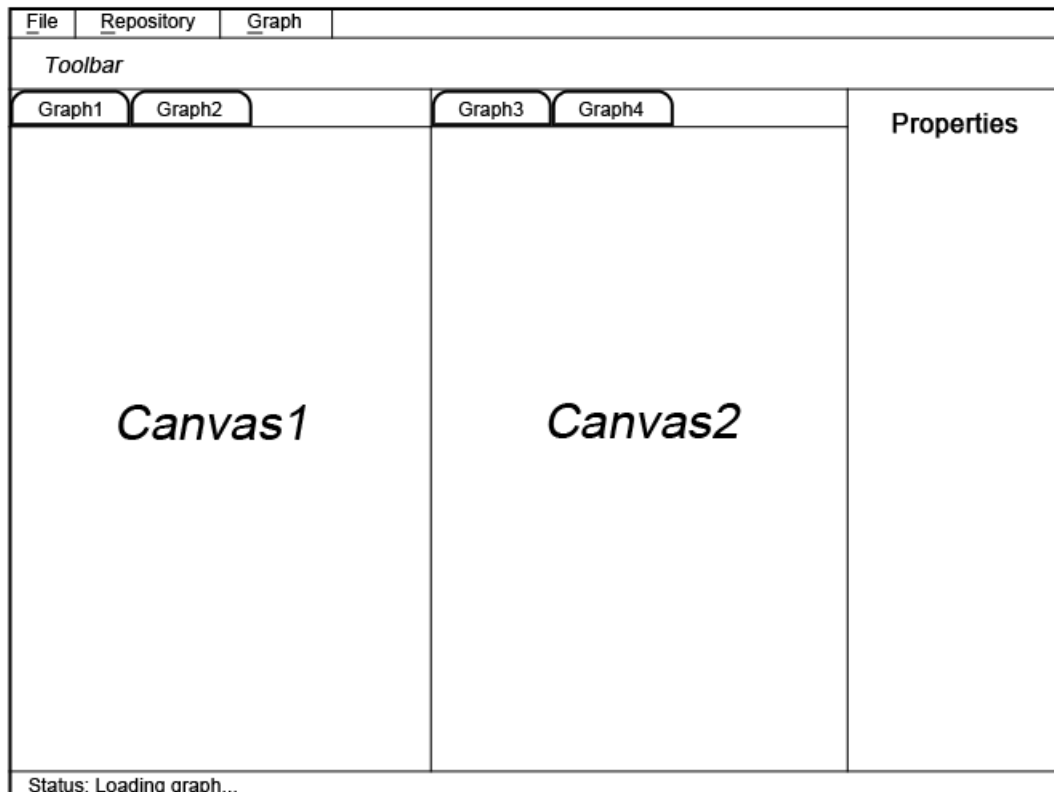 File Repository Graph
Toolbar
Graph1 Graph2 Graph3 Graph4
Properties
Canvas1 Canvas2
Status: Loading graph...